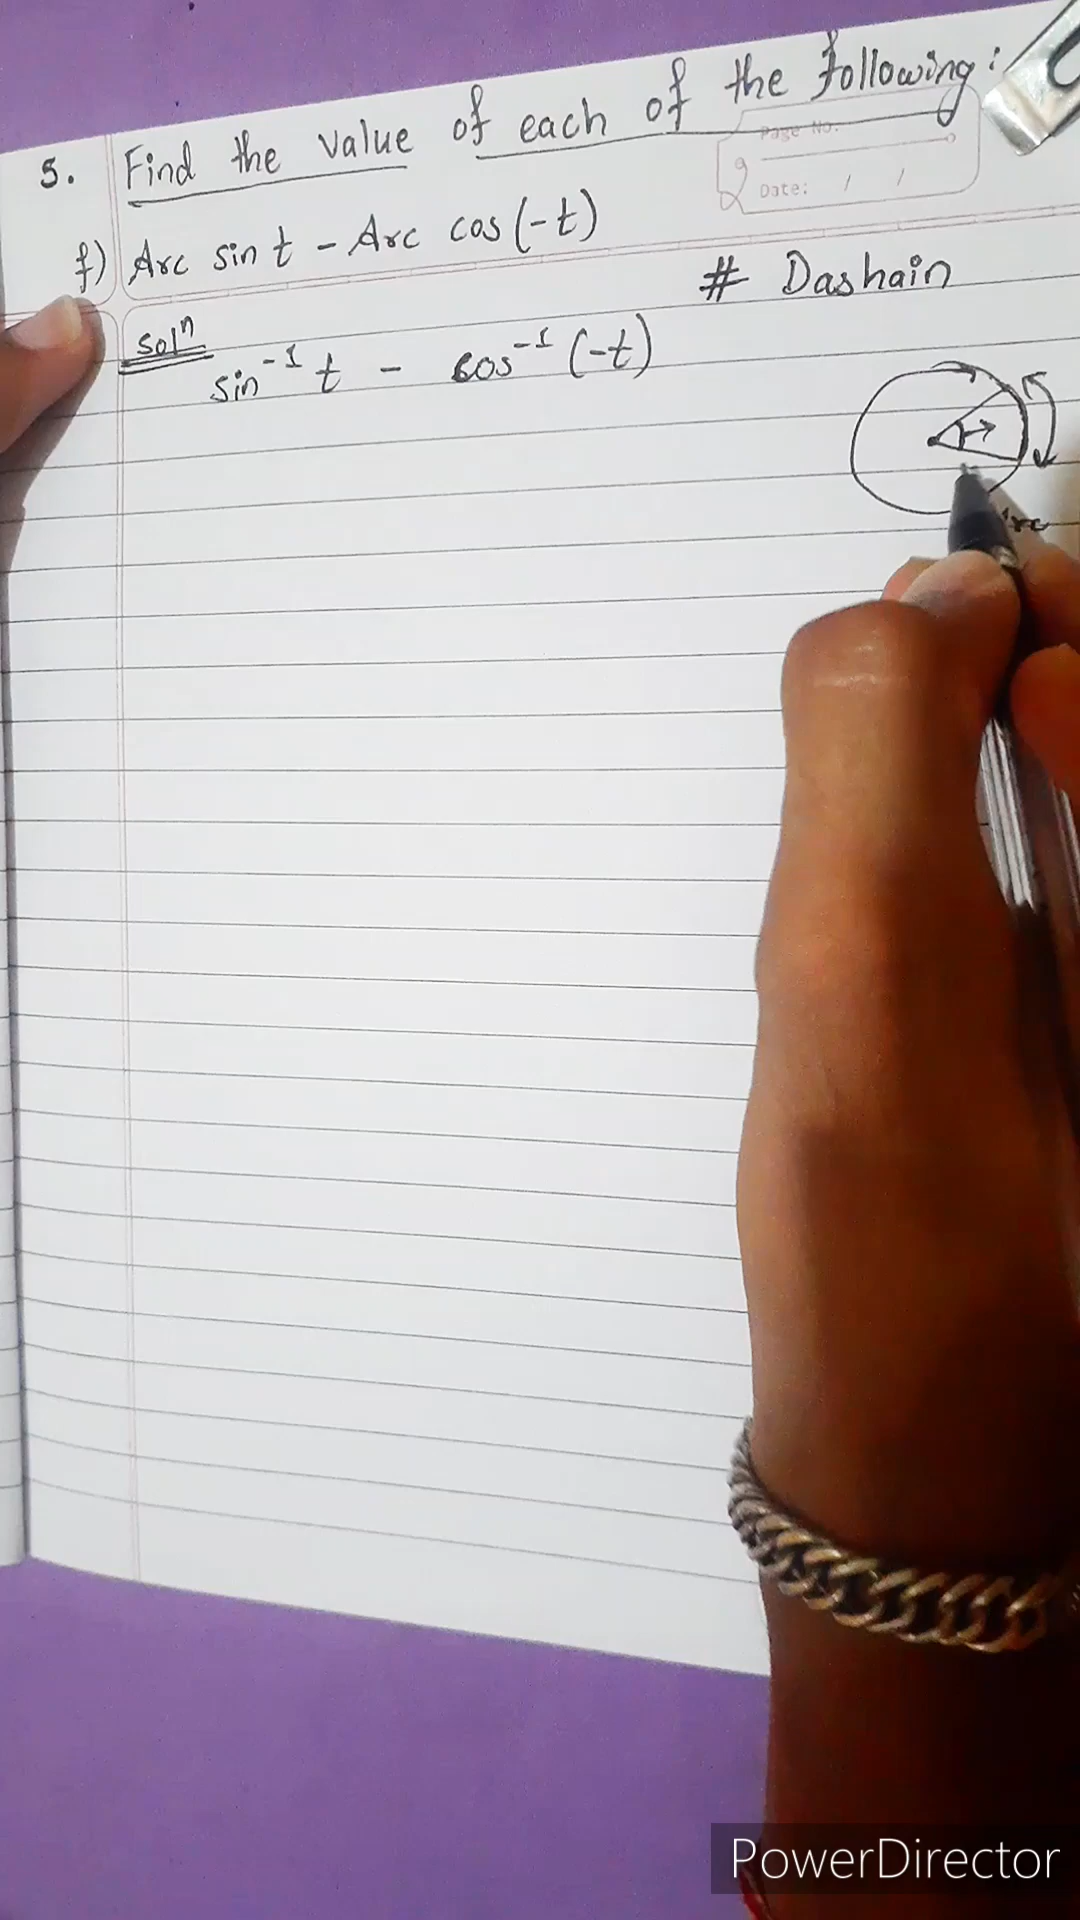 5. Find the value of each of the following:
Page No.
Date: / /
f) Arc sin t - Arc cos (-t)
# Dashain
Solⁿ
sin⁻¹ t - cos⁻¹ (-t)
PowerDirector